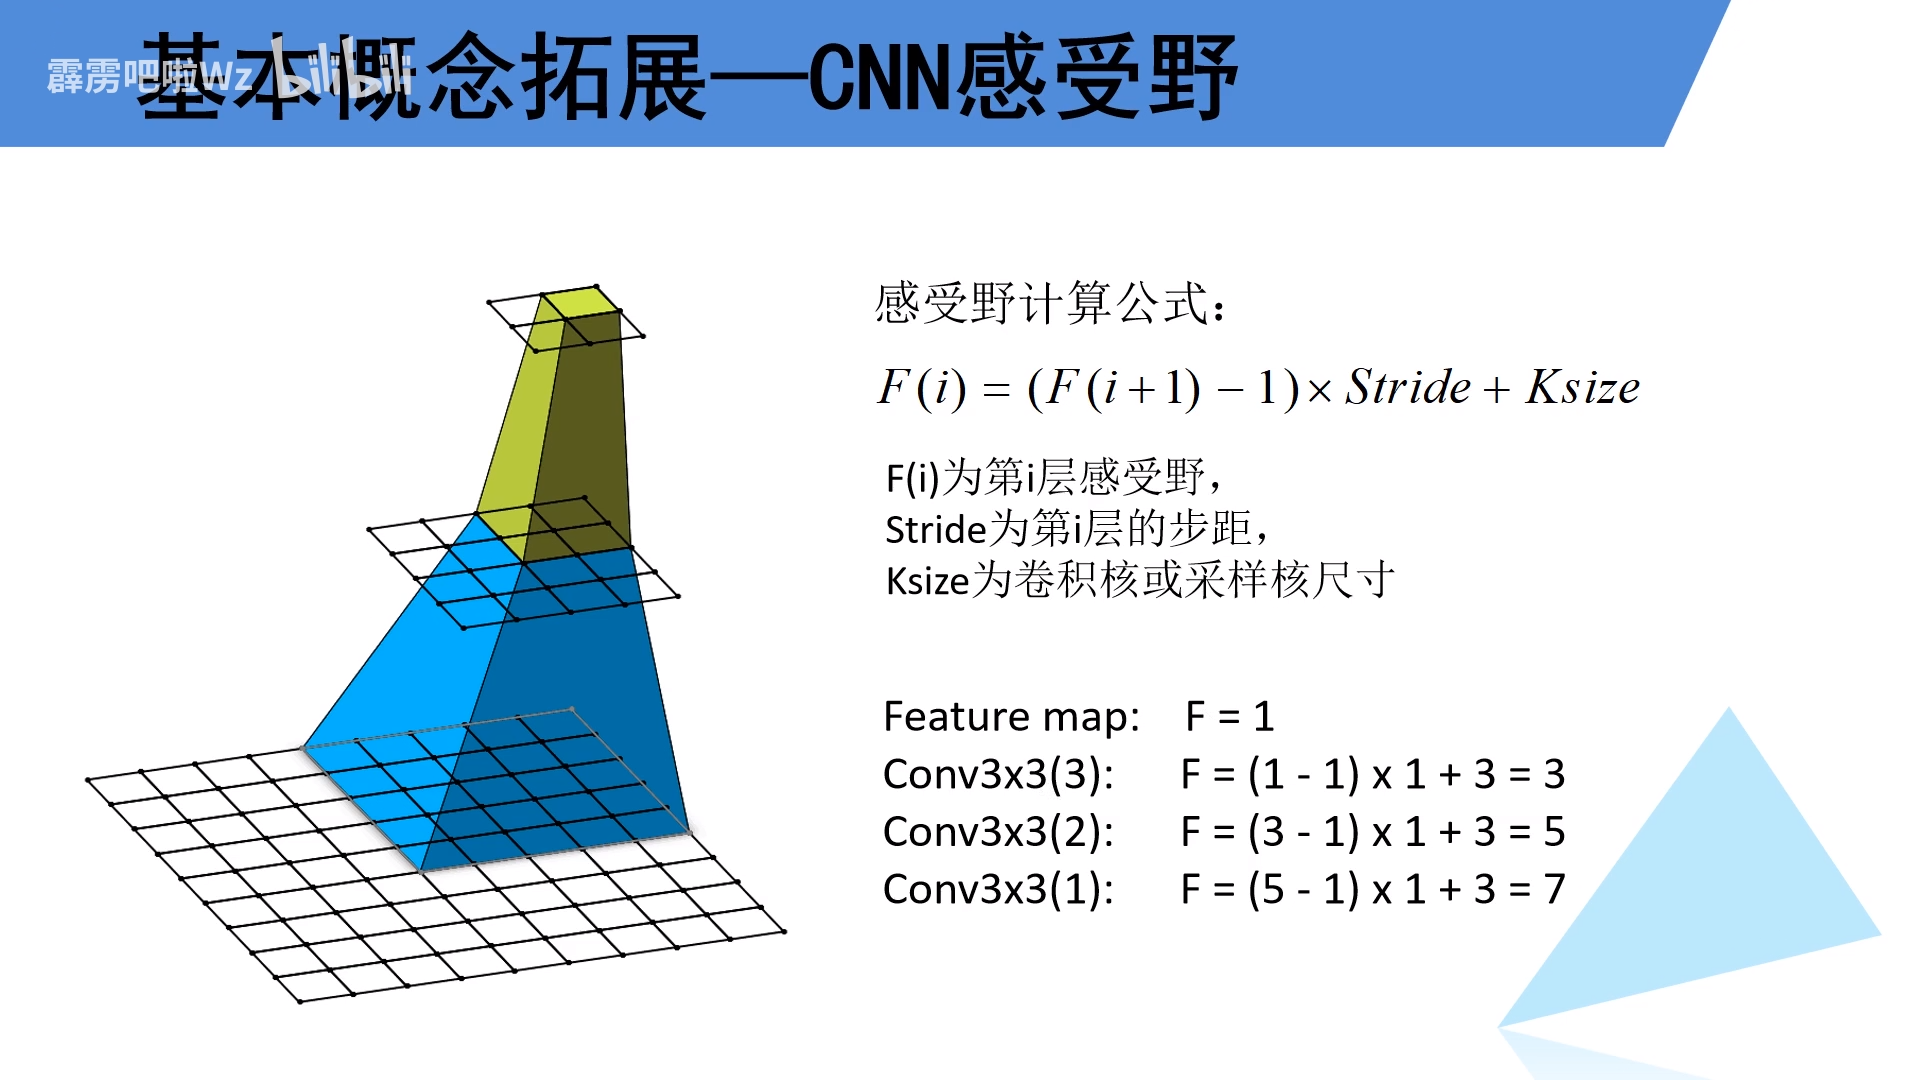 基本概念拓展——CNN感受野
霹雳吧啦Wz bilibili
感受野计算公式：
F(i) = (F(i+1) − 1) × Stride + Ksize
F(i)为第i层感受野，
Stride为第i层的步距，
Ksize为卷积核或采样核尺寸
Feature map: F = 1
Conv3x3(3): F = (1 - 1) x 1 + 3 = 3
Conv3x3(2): F = (3 - 1) x 1 + 3 = 5
Conv3x3(1): F = (5 - 1) x 1 + 3 = 7